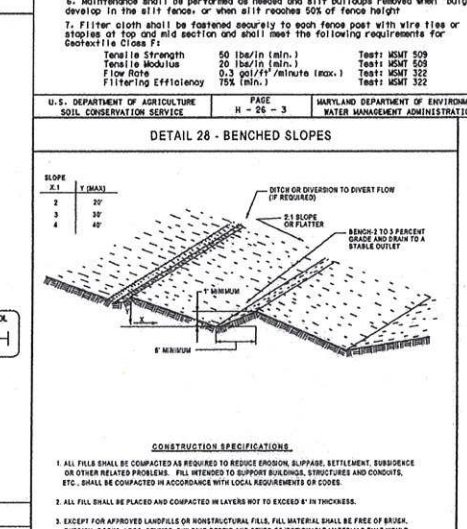 6. Maintenance shall be performed as needed and silt buildups removed when "bulges"
develop in the silt fence, or when silt reaches 50% of fence height
7. Filter cloth shall be fastened securely to each fence post with wire ties or
staples at top and mid section and shall meet the following requirements for
Geotextile Class F:
Tensile Strength 50 lbs/in (min.) Test: MSMT 509
Tensile Modulus 20 lbs/in (min.) Test: MSMT 509
Flow Rate 0.3 gal/ft²/minute (max.) Test: MSMT 322
Filtering Efficiency 75% (min.) Test: MSMT 322
U.S. DEPARTMENT OF AGRICULTURE
SOIL CONSERVATION SERVICE
PAGE
H - 26 - 3
MARYLAND DEPARTMENT OF ENVIRONM
WATER MANAGEMENT ADMINISTRATIO
DETAIL 28 - BENCHED SLOPES
SLOPE
X.1 Y (MAX)
2 20'
3 30'
4 40'
DITCH OR DIVERSION TO DIVERT FLOW
(IF REQUIRED)
2.1 SLOPE
OR FLATTER
BENCH-2 TO 3 PERCENT
GRADE AND DRAIN TO A
STABLE OUTLET
1' MINIMUM
Y
X
6' MINIMUM
CONSTRUCTION SPECIFICATIONS
1. ALL FILLS SHALL BE COMPACTED AS REQUIRED TO REDUCE EROSION, SLIPPAGE, SETTLEMENT, SUBSIDENCE
OR OTHER RELATED PROBLEMS. FILL INTENDED TO SUPPORT BUILDINGS, STRUCTURES AND CONDUITS,
ETC., SHALL BE COMPACTED IN ACCORDANCE WITH LOCAL REQUIREMENTS OR CODES.
2. ALL FILL SHALL BE PLACED AND COMPACTED IN LAYERS NOT TO EXCEED 8" IN THICKNESS.
3. EXCEPT FOR APPROVED LANDFILLS OR NONSTRUCTURAL FILLS, FILL MATERIAL SHALL BE FREE OF BRUSH,